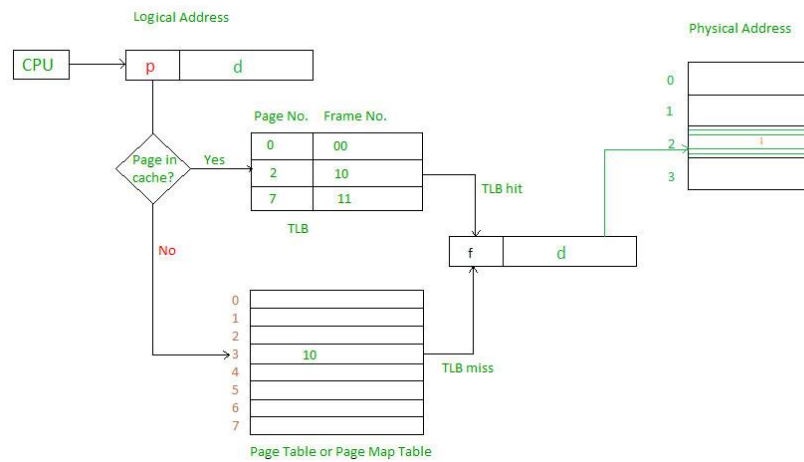 Logical Address
Physical Address
CPU
p d
0
1
2
3
Page No. Frame No.
0 00
2 10
7 11
TLB
Page in
cache?
Yes
No
TLB hit
f d
TLB miss
0
1
2
3 10
4
5
6
7
Page Table or Page Map Table